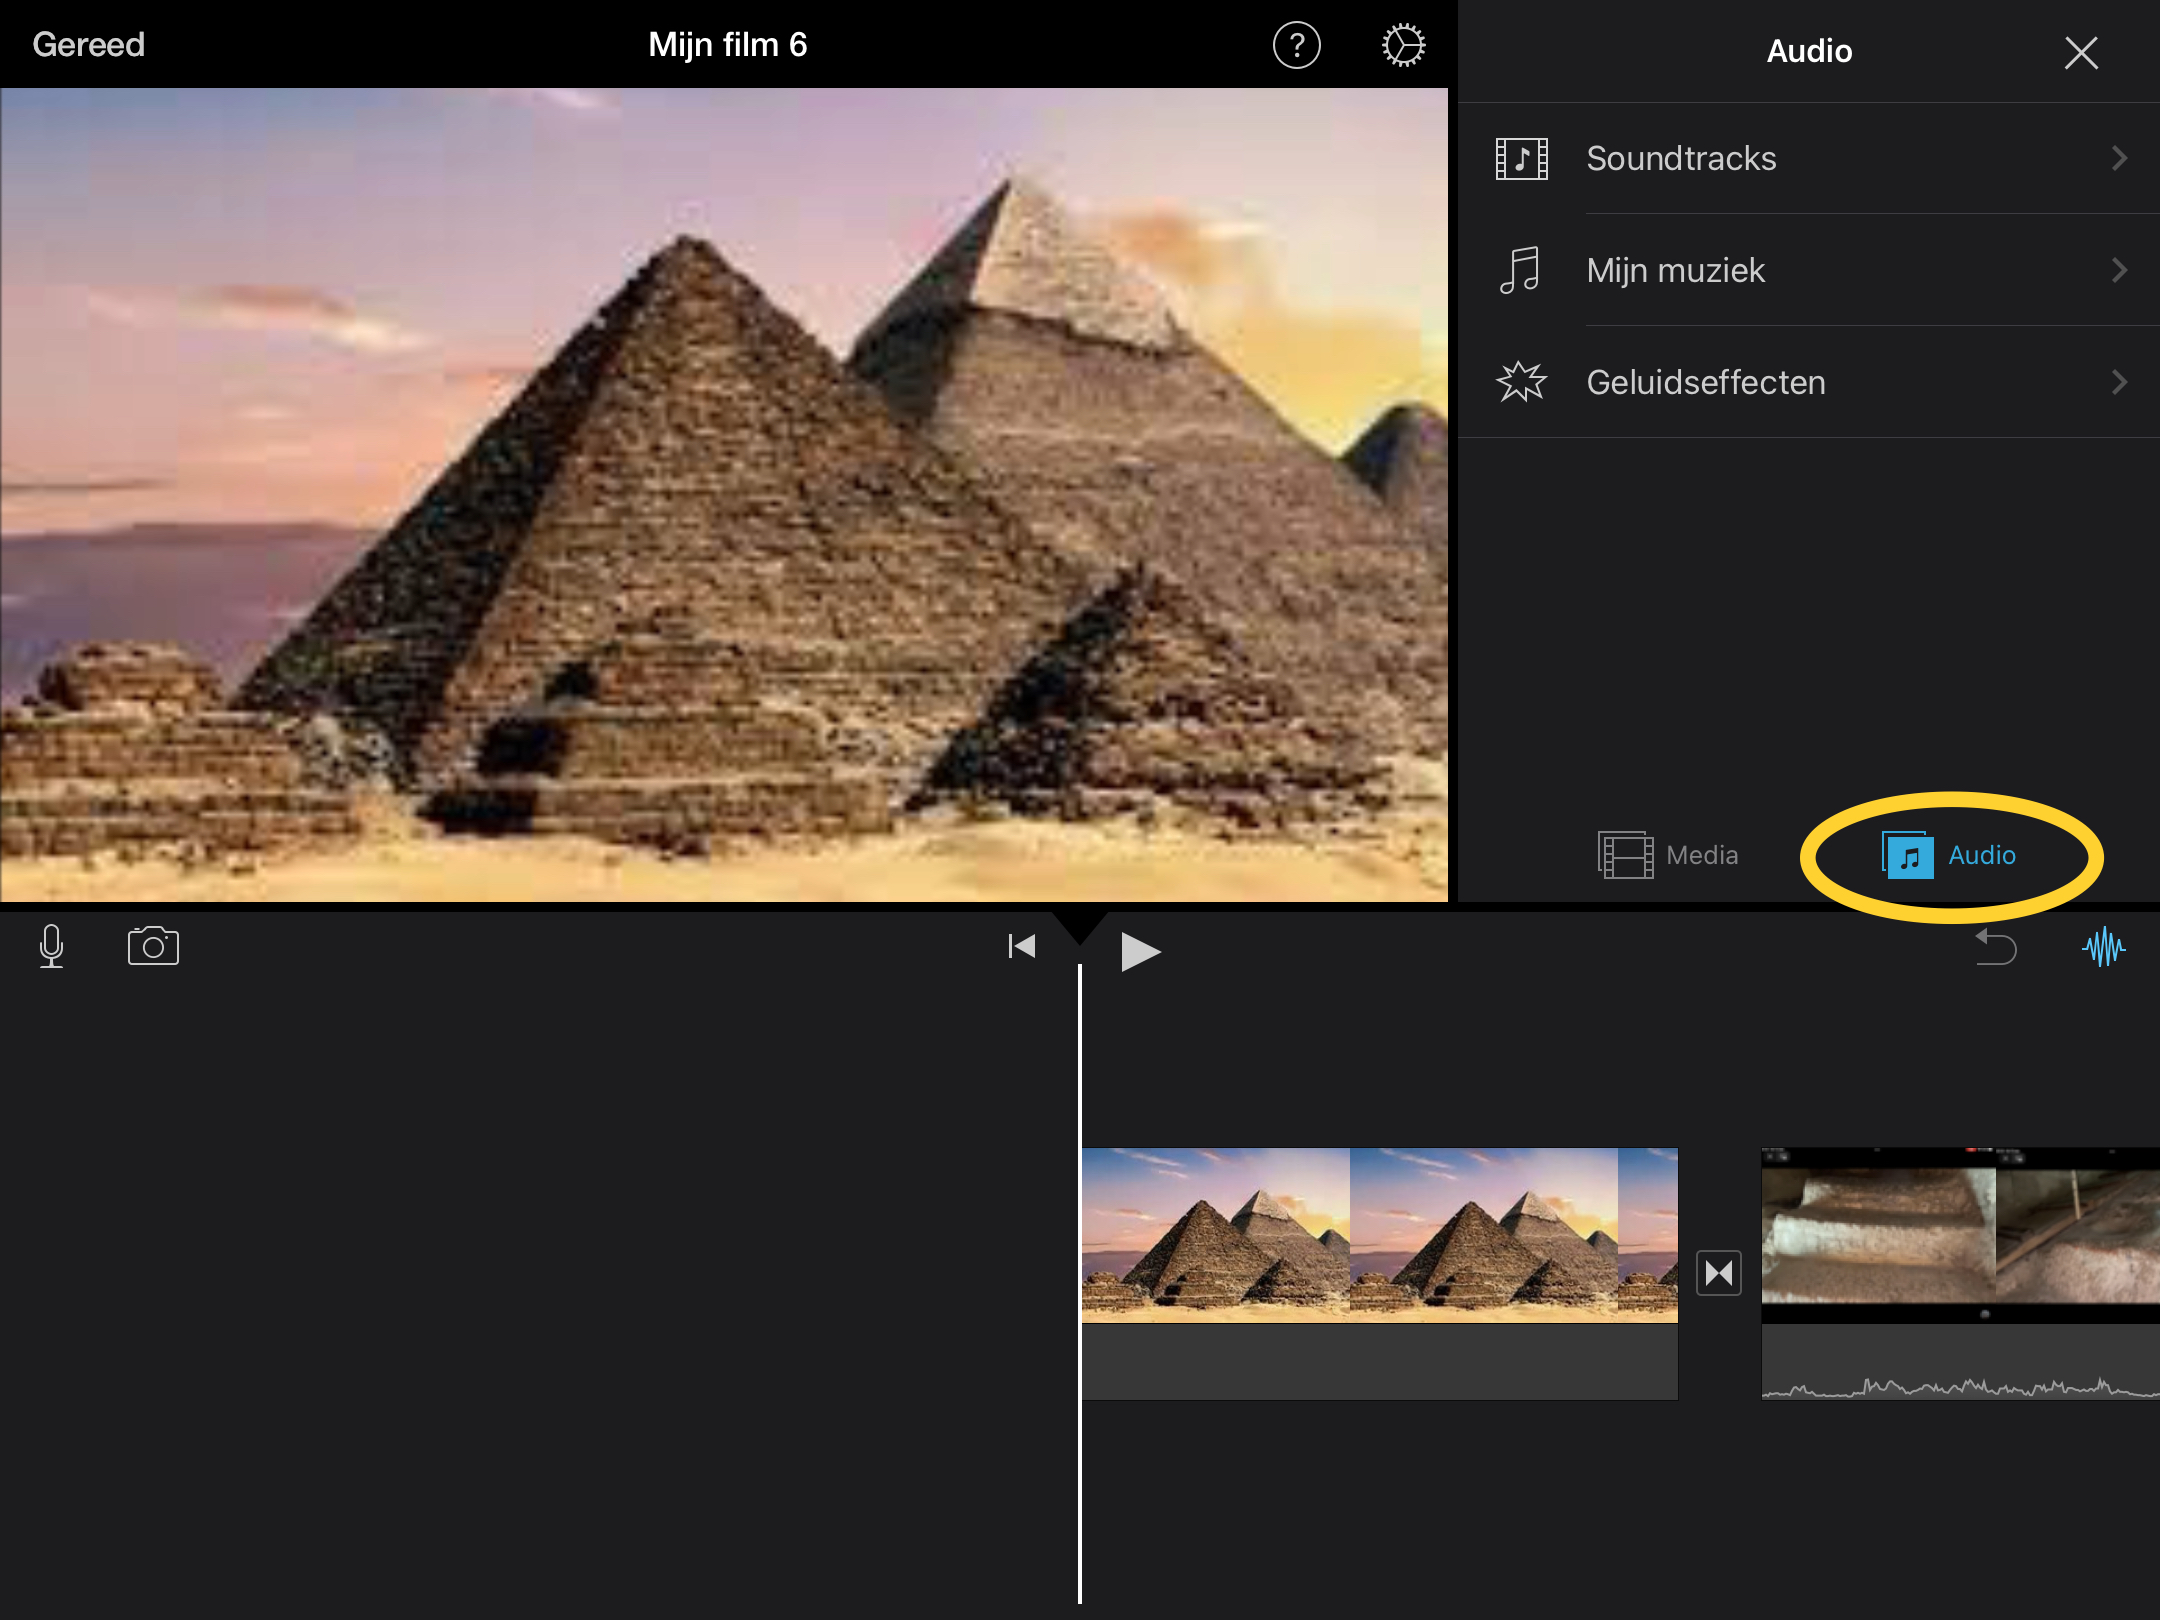 Gereed
Mijn film 6
?
Audio
Soundtracks
Mijn muziek
Geluidseffecten
Media
Audio